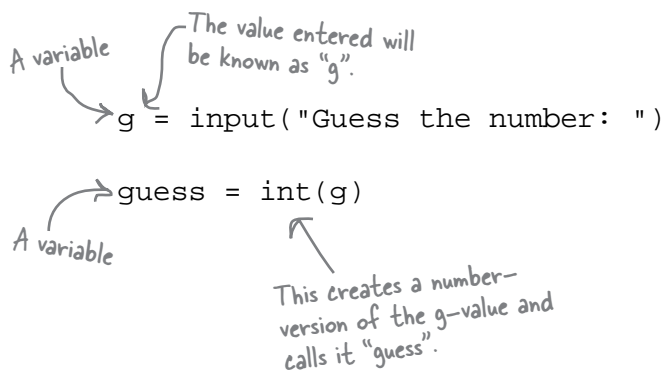 The value entered will
be known as "g".
A variable
g = input("Guess the number: ")
guess = int(g)
A variable
This creates a number-
version of the g-value and
calls it "guess".